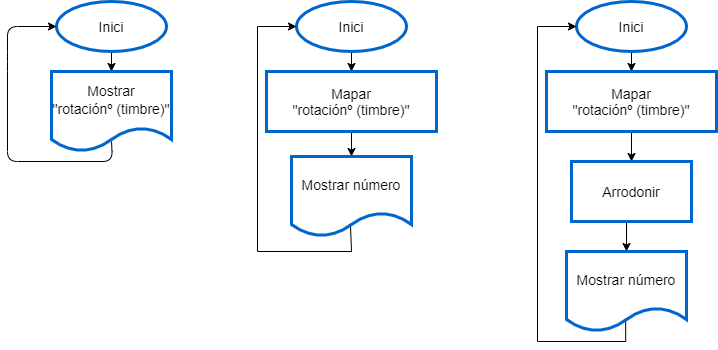 Inici
Mostrar
"rotaciónº (timbre)"
Inici
Mapar
"rotaciónº (timbre)"
Mostrar número
Inici
Mapar
"rotaciónº (timbre)"
Arrodonir
Mostrar número